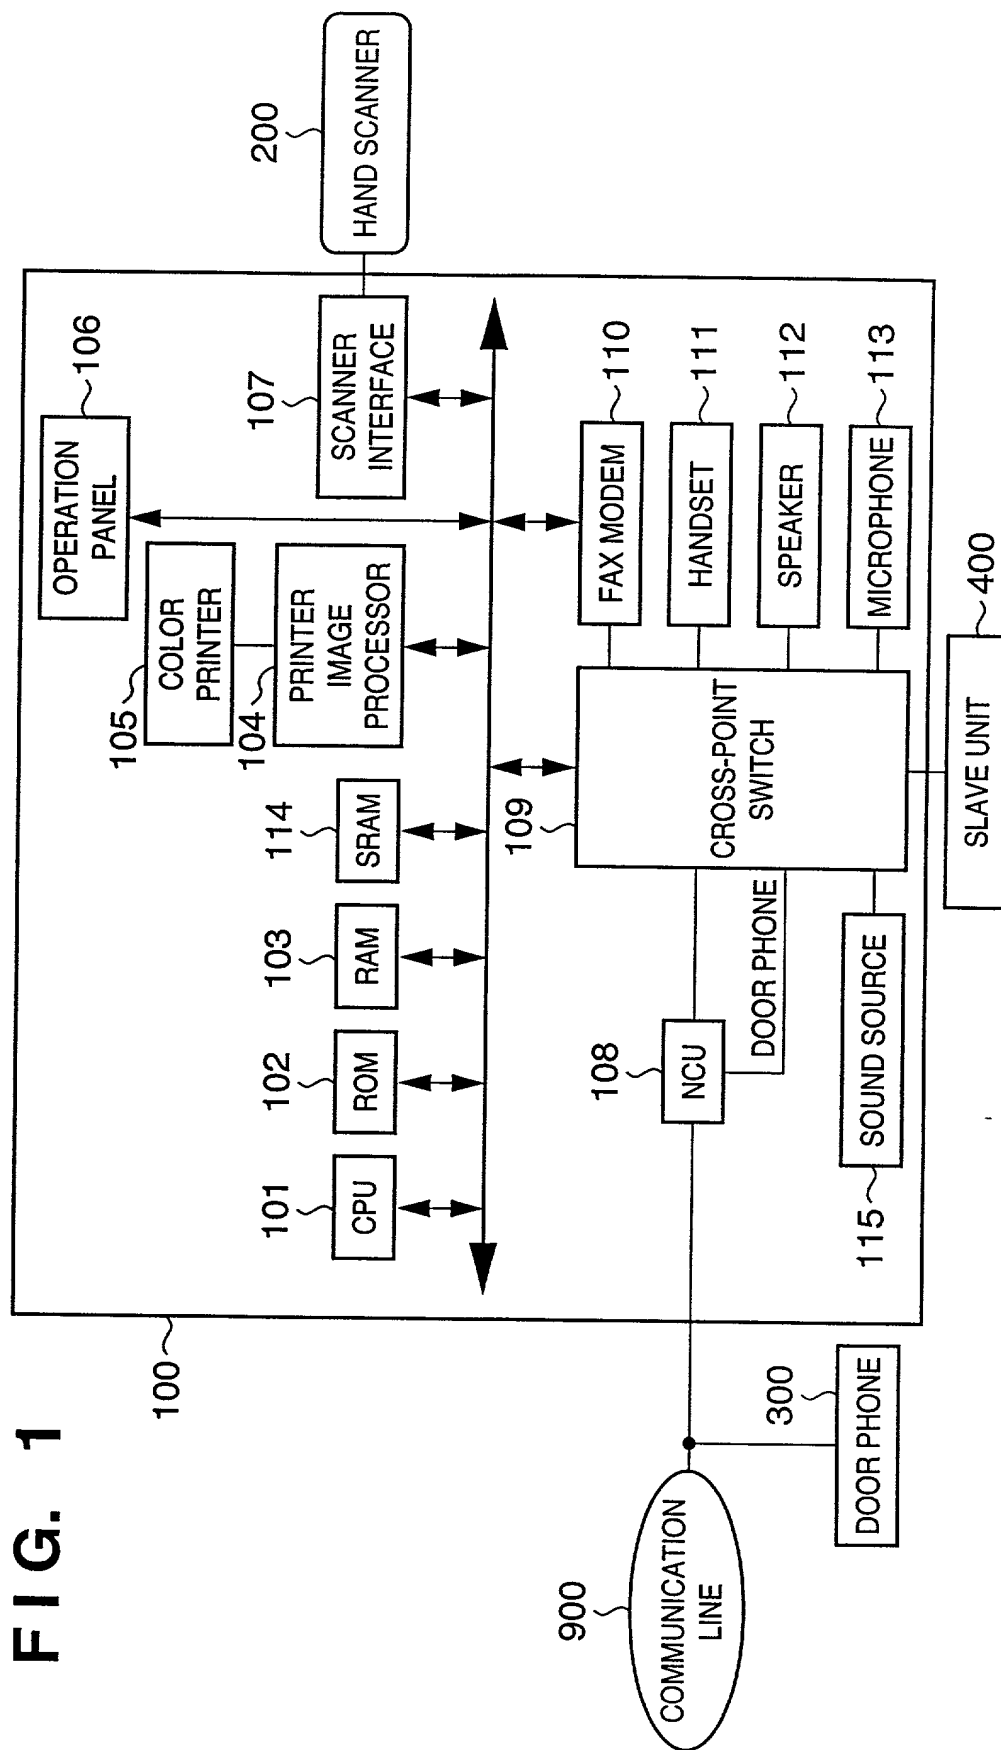 FIG. 1
100
101
CPU
102
ROM
103
RAM
114
SRAM
105
COLOR
PRINTER
104
PRINTER
IMAGE
PROCESSOR
106
OPERATION
PANEL
107
SCANNER
INTERFACE
200
HAND SCANNER
900
COMMUNICATION
LINE
300
DOOR PHONE
108
NCU
DOOR PHONE
109
CROSS-POINT
SWITCH
115
SOUND SOURCE
110
FAX MODEM
111
HANDSET
112
SPEAKER
113
MICROPHONE
400
SLAVE UNIT